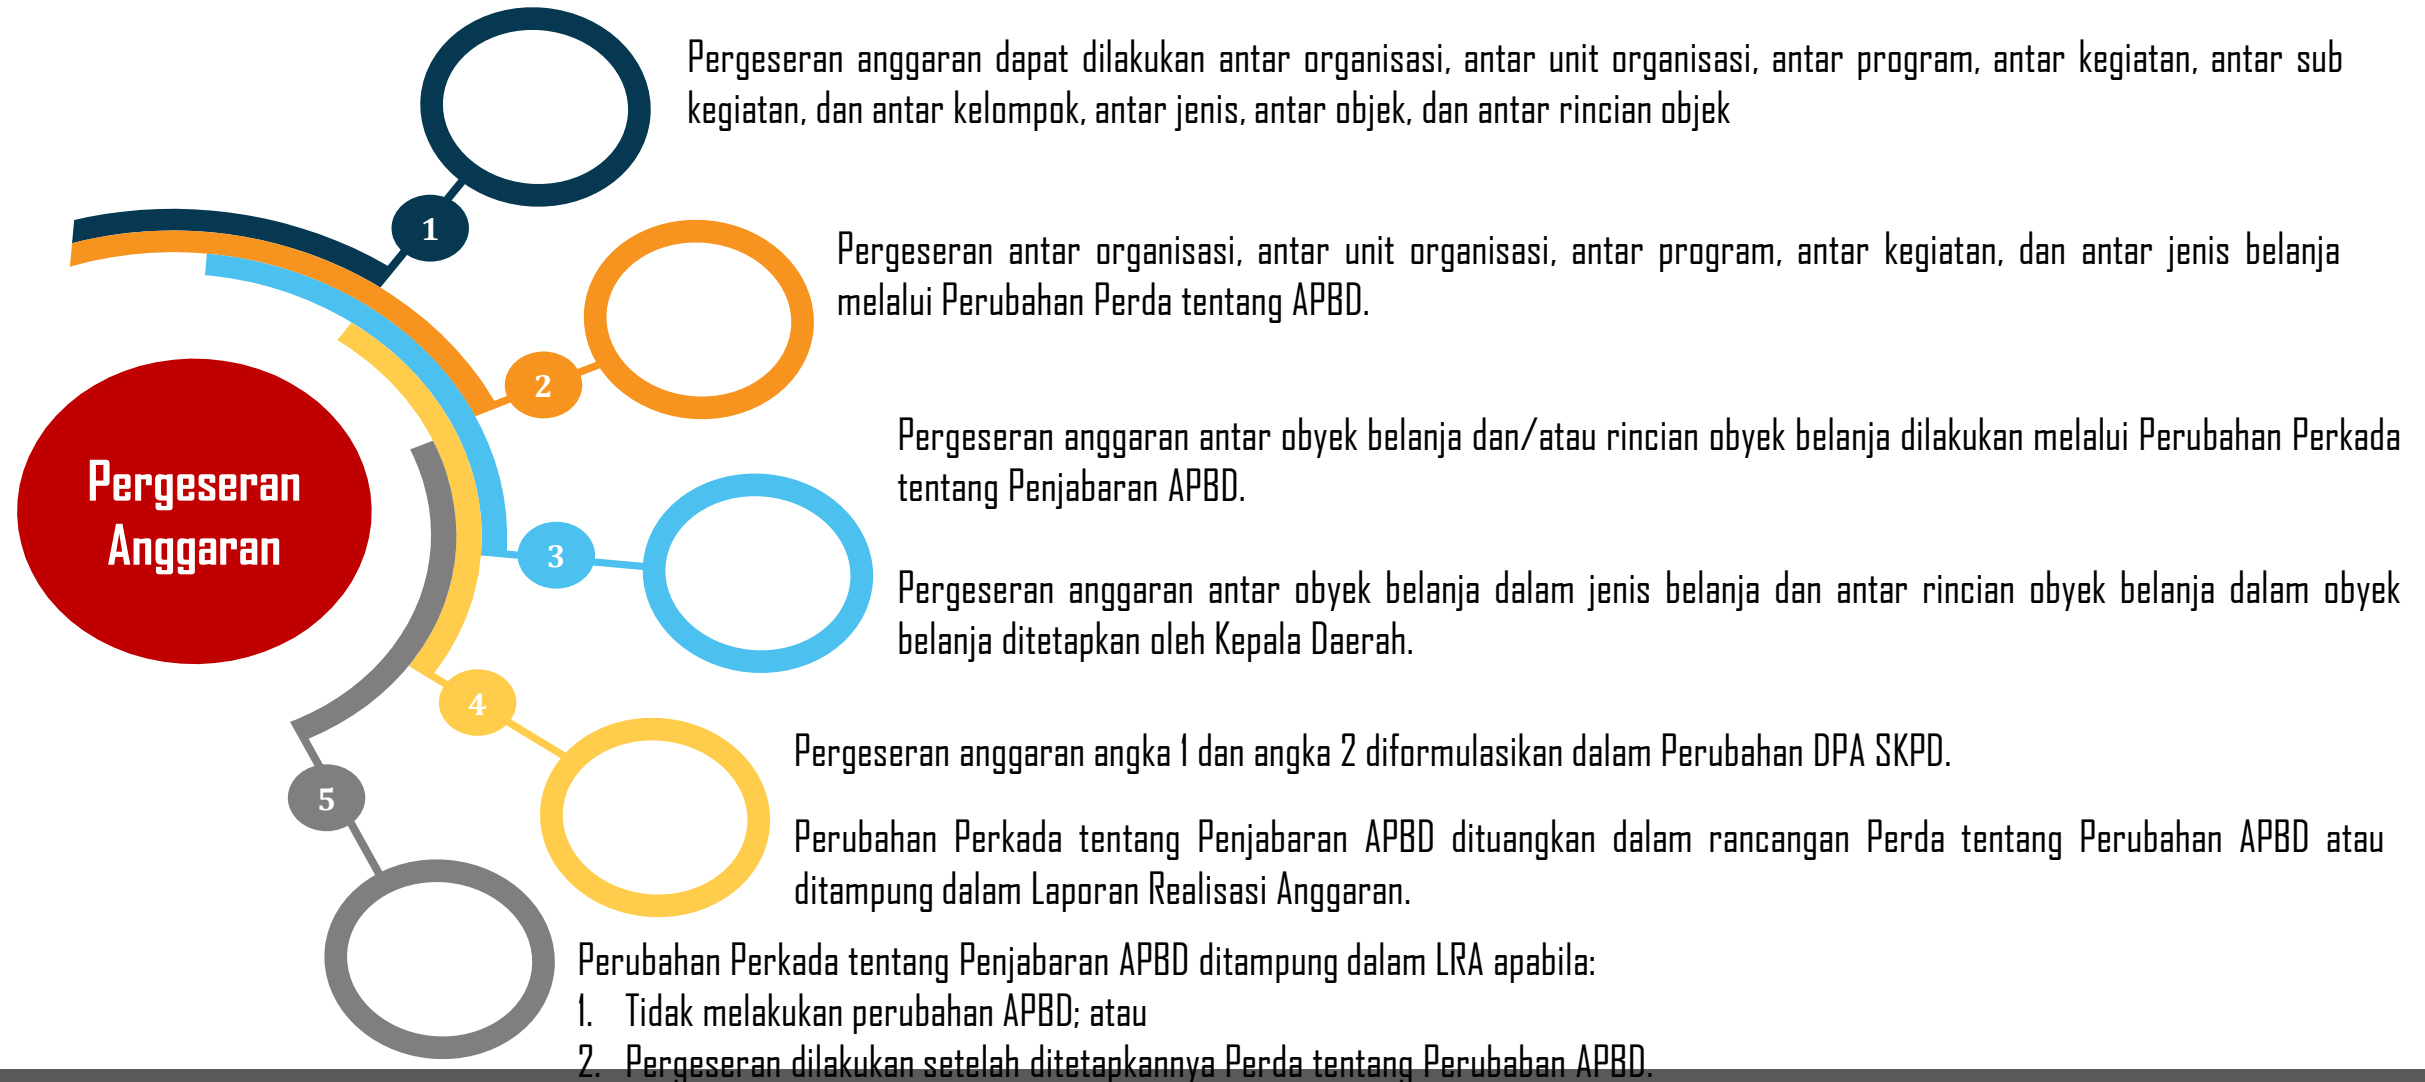 Pergeseran anggaran dapat dilakukan antar organisasi, antar unit organisasi, antar program, antar kegiatan, antar sub
kegiatan, dan antar kelompok, antar jenis, antar objek, dan antar rincian objek
1
Pergeseran antar organisasi, antar unit organisasi, antar program, antar kegiatan, dan antar jenis belanja
melalui Perubahan Perda tentang APBD.
2
Pergeseran anggaran antar obyek belanja dan/atau rincian obyek belanja dilakukan melalui Perubahan Perkada
tentang Penjabaran APBD.
Pergeseran
Anggaran
3
Pergeseran anggaran antar obyek belanja dalam jenis belanja dan antar rincian obyek belanja dalam obyek
belanja ditetapkan oleh Kepala Daerah.
4
Pergeseran anggaran angka 1 dan angka 2 diformulasikan dalam Perubahan DPA SKPD.
Perubahan Perkada tentang Penjabaran APBD dituangkan dalam rancangan Perda tentang Perubahan APBD atau
ditampung dalam Laporan Realisasi Anggaran.
5
Perubahan Perkada tentang Penjabaran APBD ditampung dalam LRA apabila:
1. Tidak melakukan perubahan APBD; atau
2. Pergeseran dilakukan setelah ditetapkannya Perda tentang Perubaban APBD.